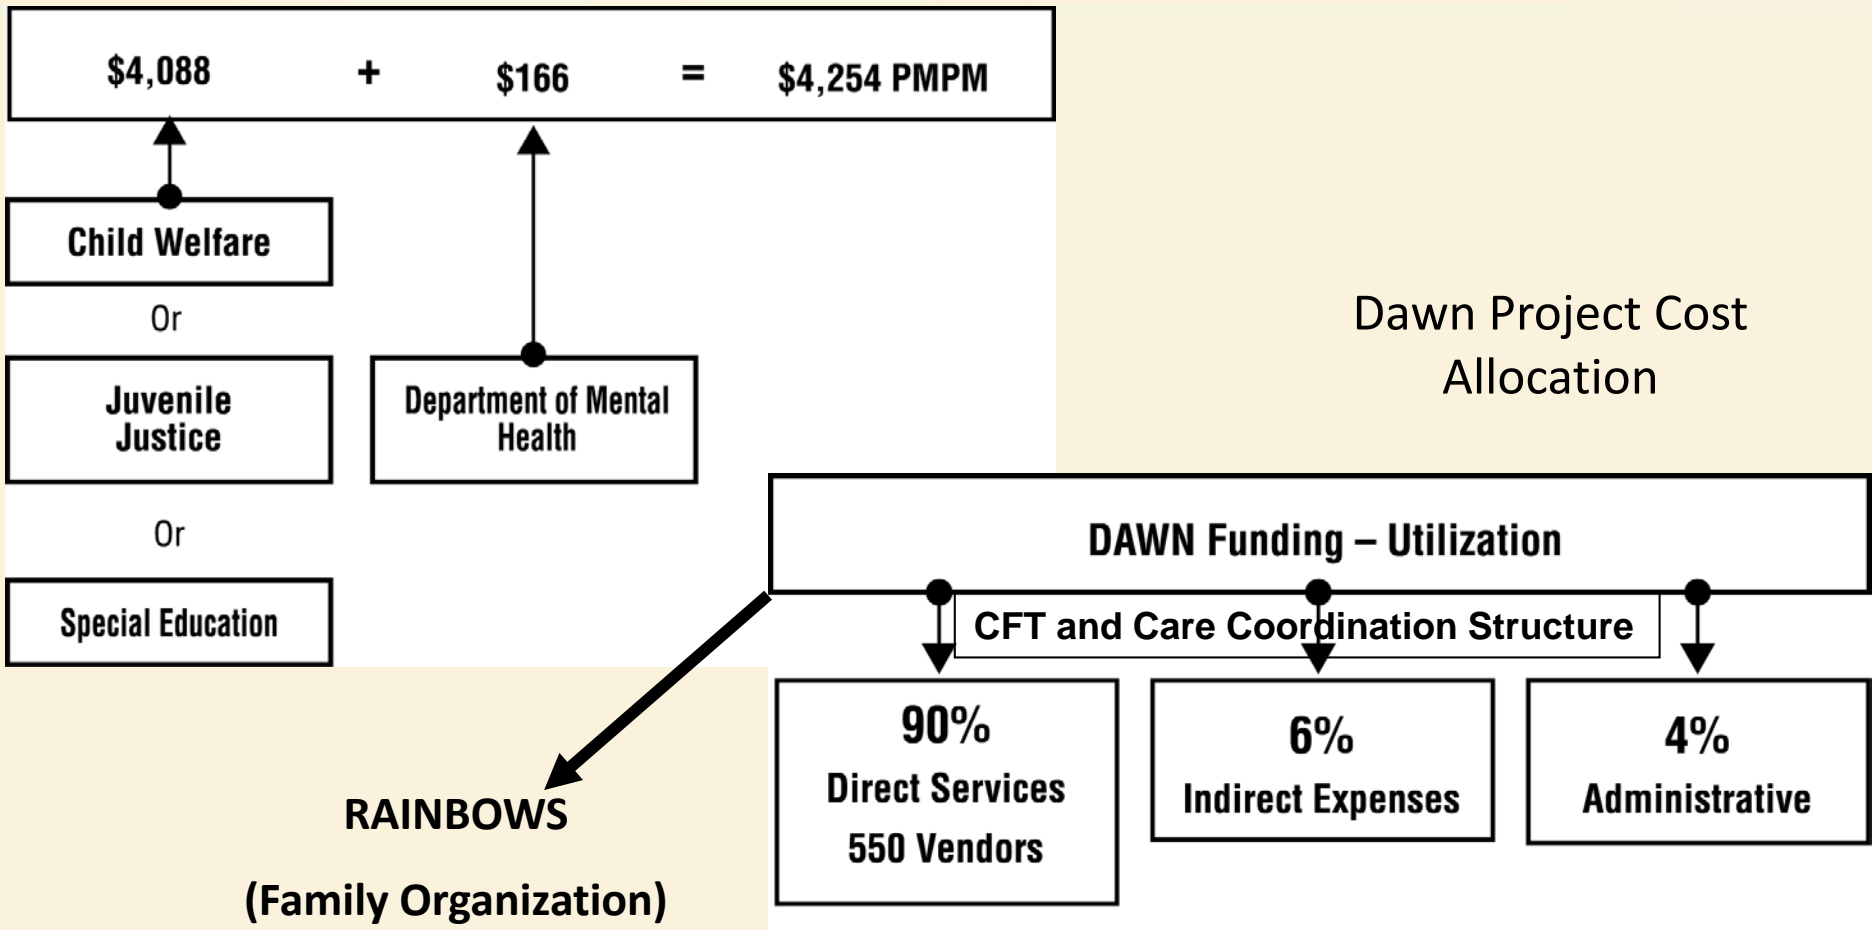 $4,088 + $166 = $4,254 PMPM
Child Welfare
Or
Juvenile
Justice
Department of Mental
Health
Or
Special Education
Dawn Project Cost
Allocation
DAWN Funding – Utilization
CFT and Care Coordination Structure
90%
Direct Services
550 Vendors
6%
Indirect Expenses
4%
Administrative
RAINBOWS
(Family Organization)